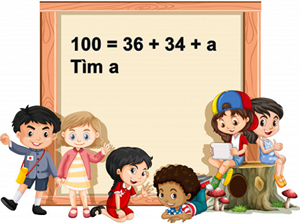 100 = 36 + 34 + a
Tìm a